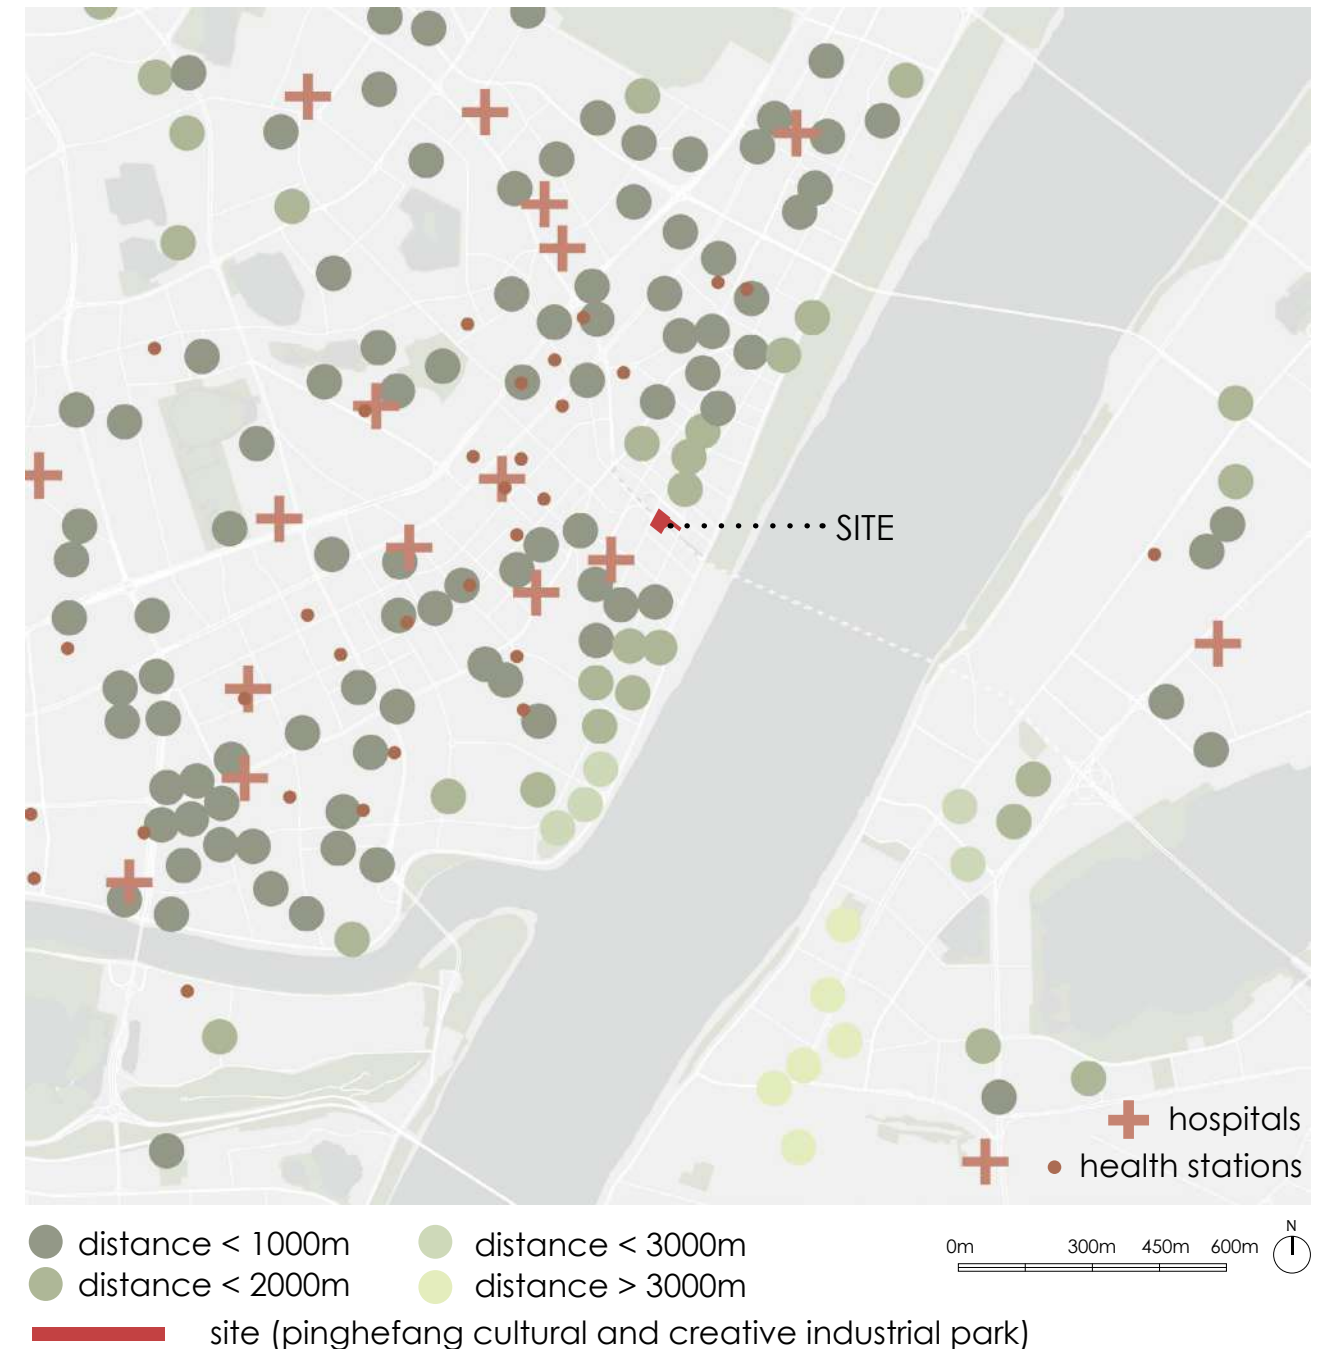 SITE
hospitals
health stations
distance < 1000m
distance < 3000m
0m 300m 450m 600m
N
distance < 2000m
distance > 3000m
site (pinghefang cultural and creative industrial park)